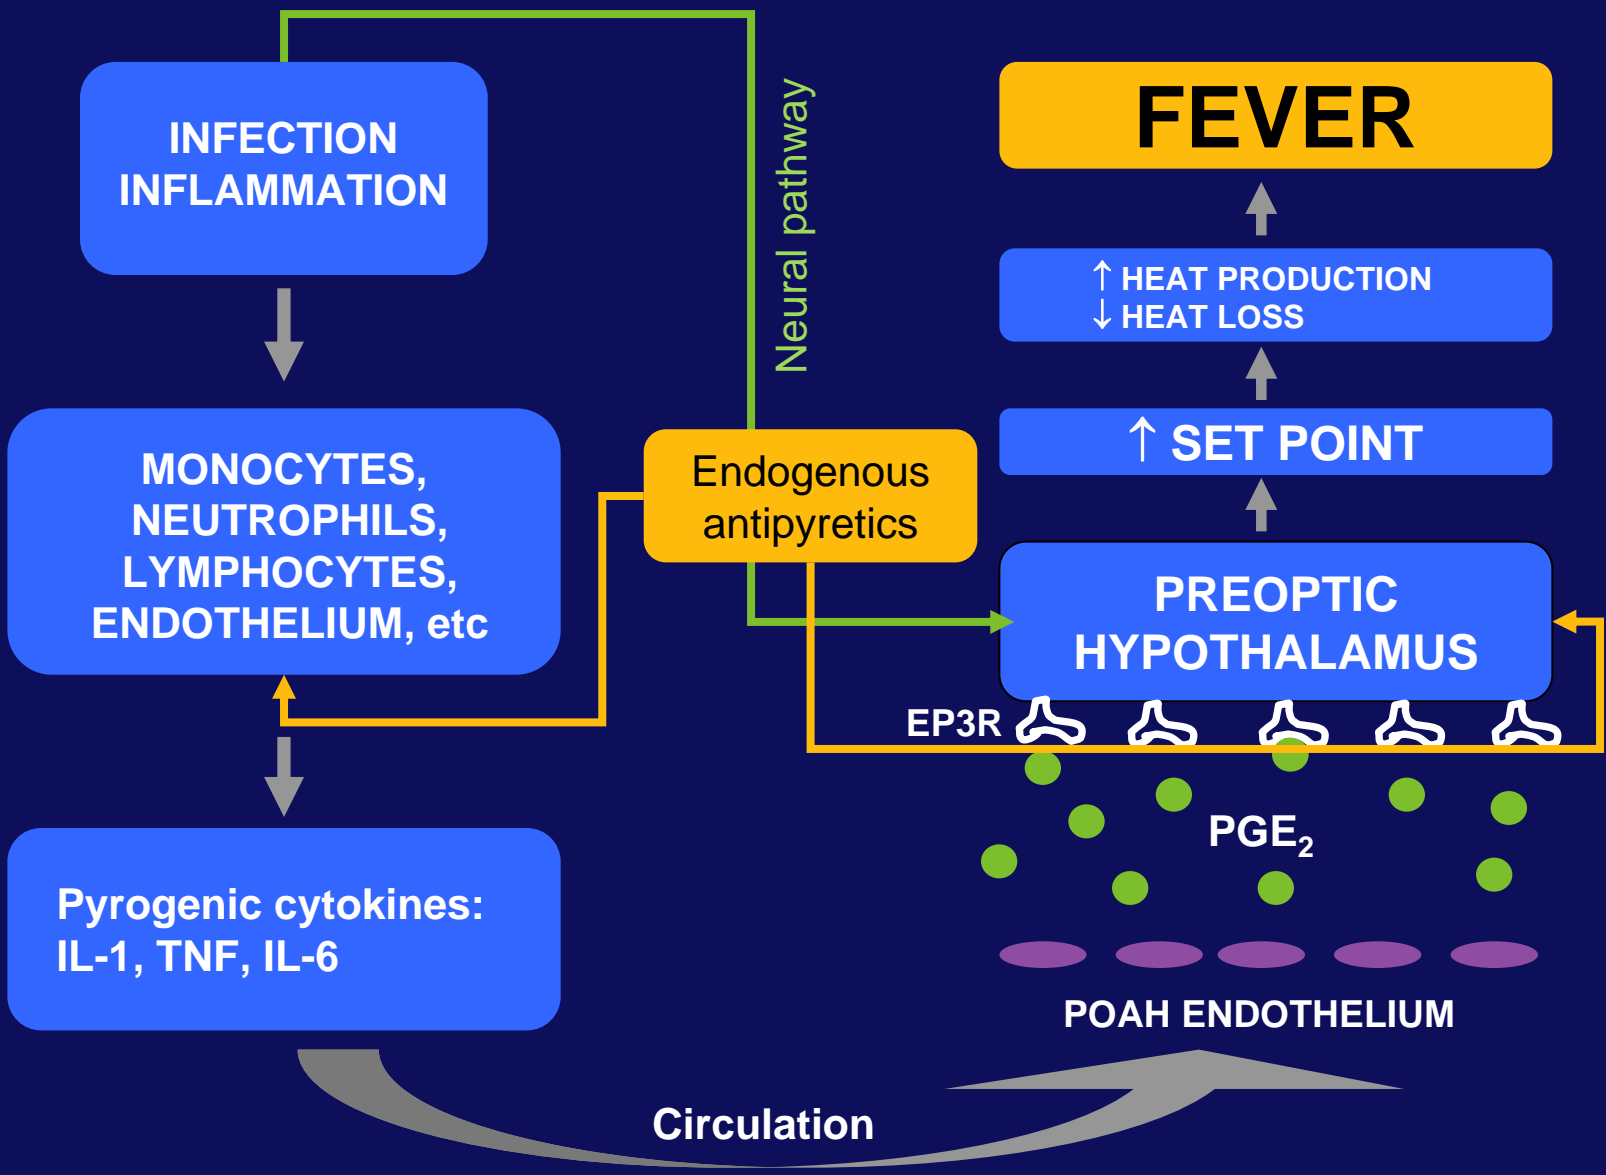 INFECTION
INFLAMMATION
MONOCYTES,
NEUTROPHILS,
LYMPHOCYTES,
ENDOTHELIUM, etc
Pyrogenic cytokines:
IL-1, TNF, IL-6
Circulation
Neural pathway
Endogenous
antipyretics
FEVER
↑ HEAT PRODUCTION
↓ HEAT LOSS
↑ SET POINT
PREOPTIC
HYPOTHALAMUS
EP3R
PGE₂
POAH ENDOTHELIUM